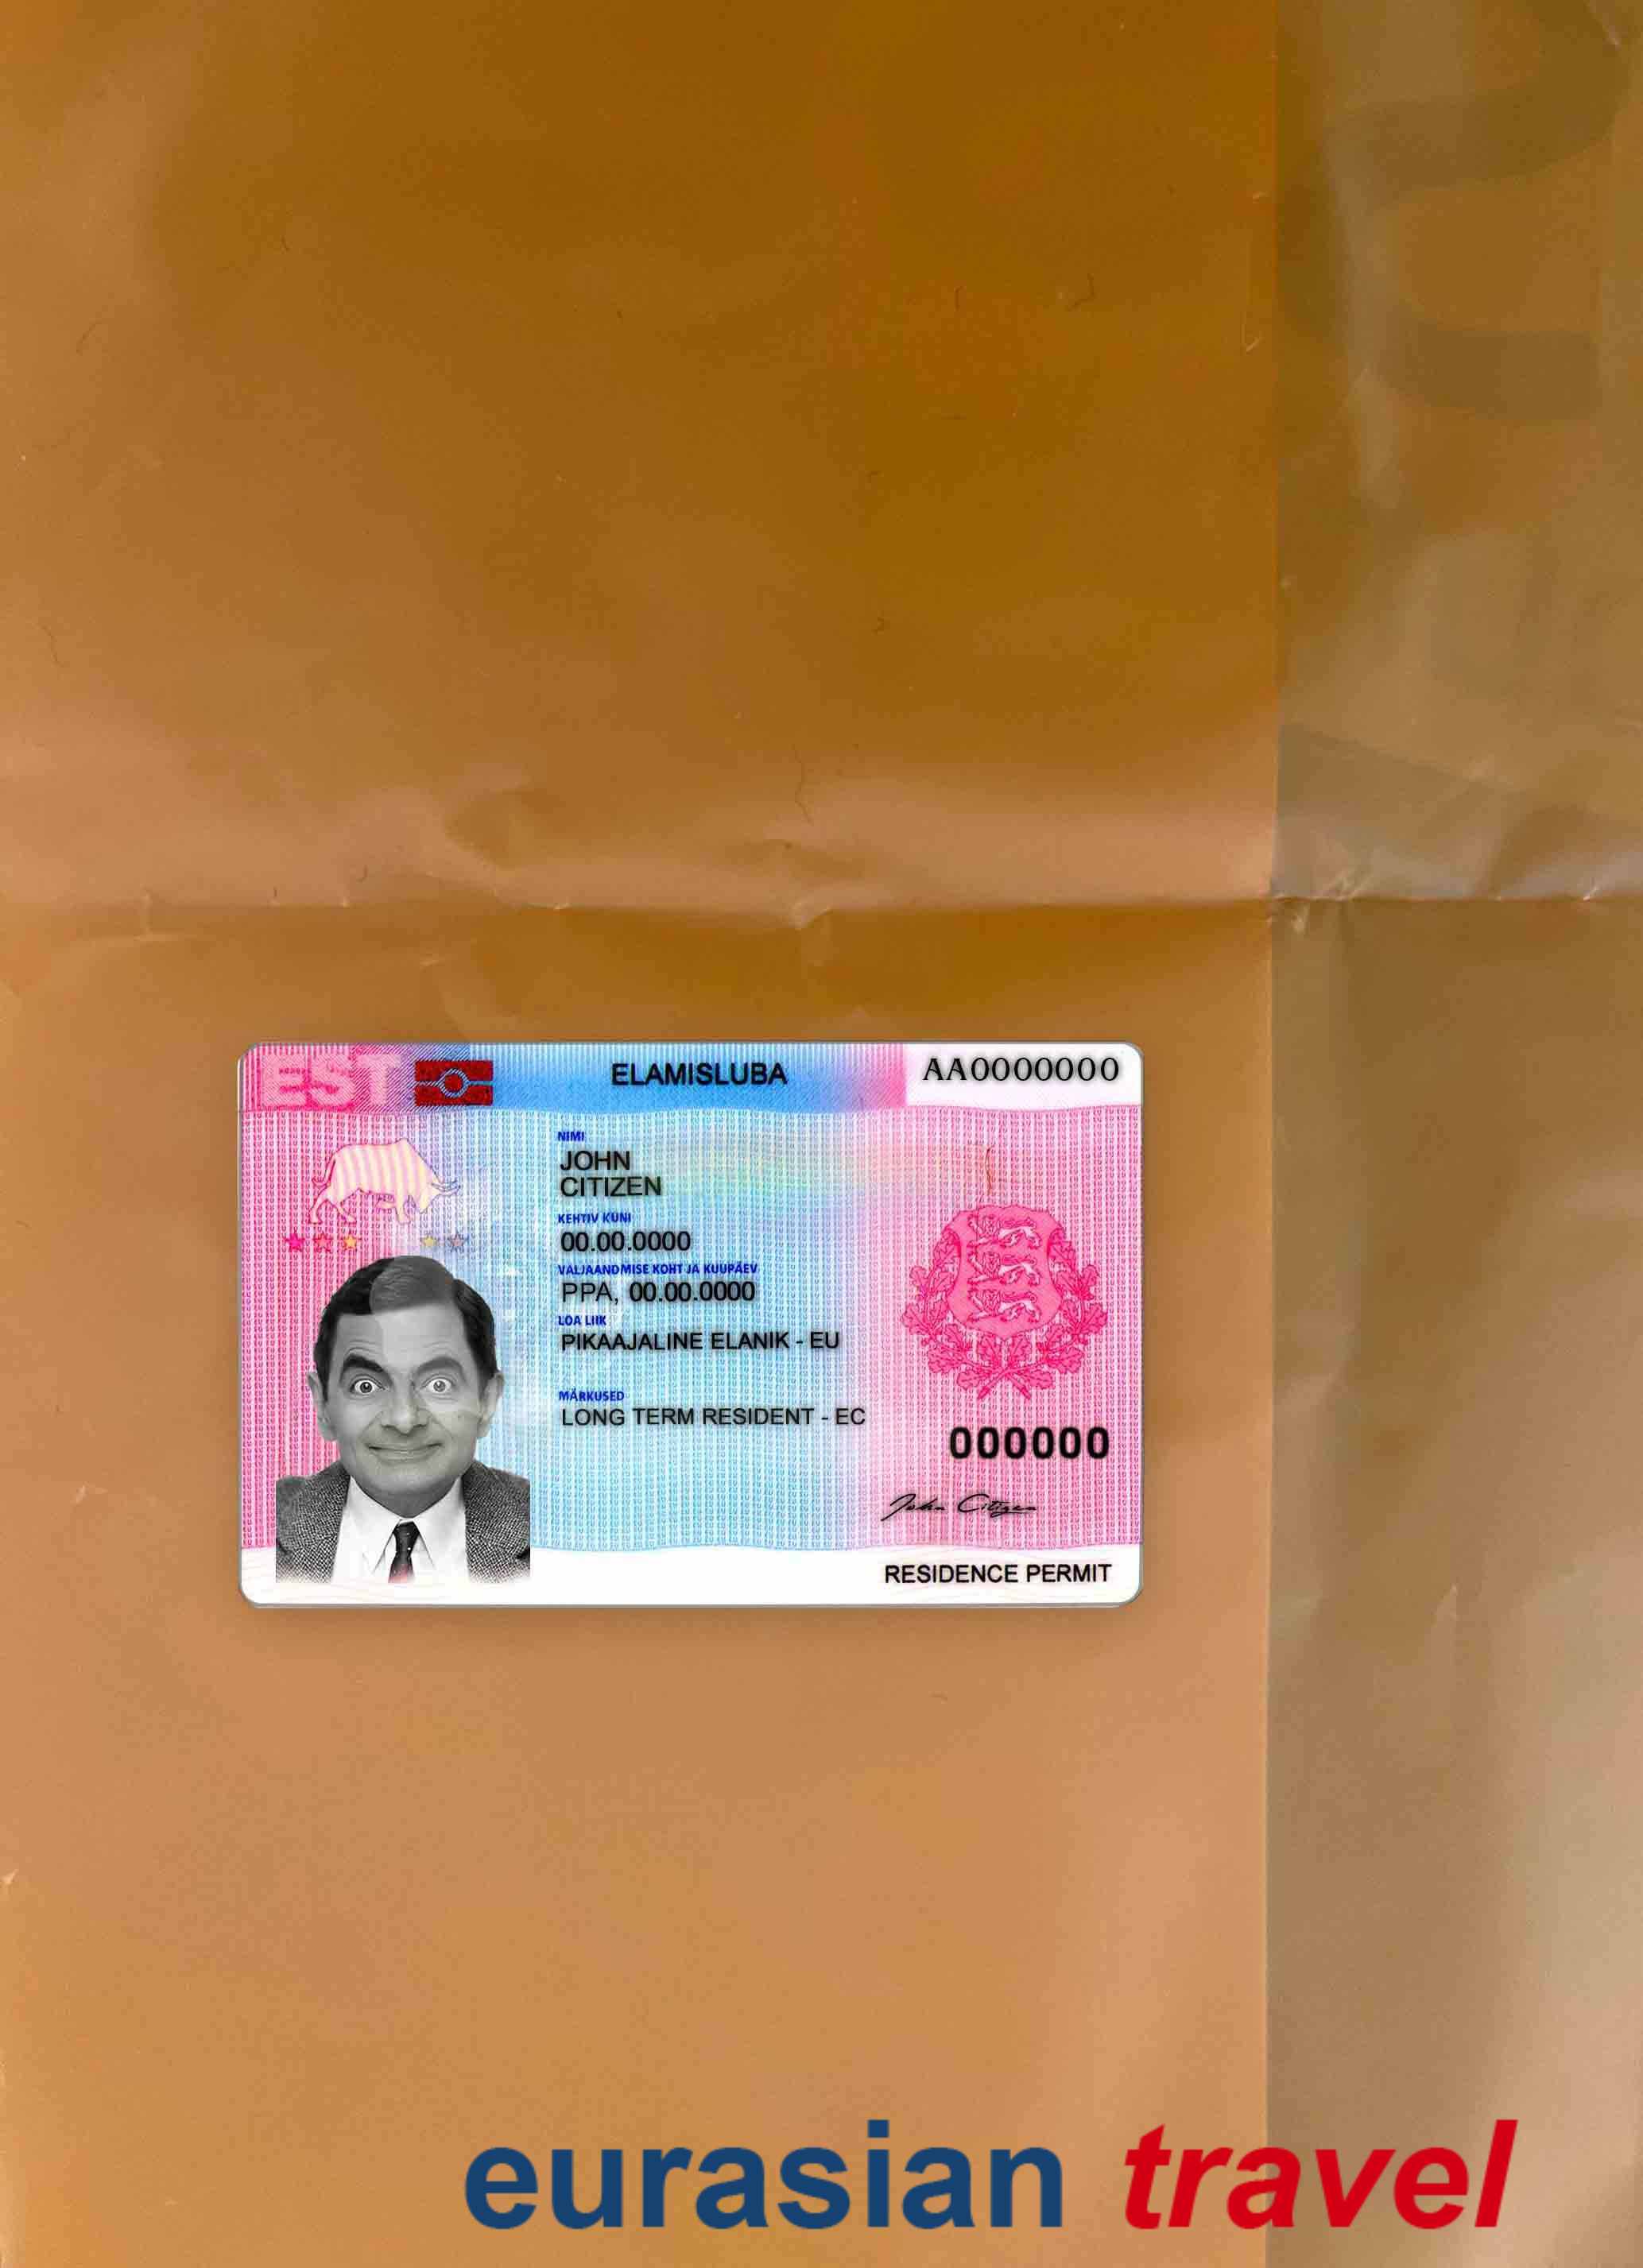 EST
ELAMISLUBA
AA0000000
NIMI
JOHN
CITIZEN
KEHTIV KUNI
00.00.0000
VÄLJAANDMISE KOHT JA KUUPÄEV
PPA, 00.00.0000
LOA LIIK
PIKAAJALINE ELANIK - EU
MÄRKUSED
LONG TERM RESIDENT - EC
000000
John Citizen
RESIDENCE PERMIT
eurasian travel